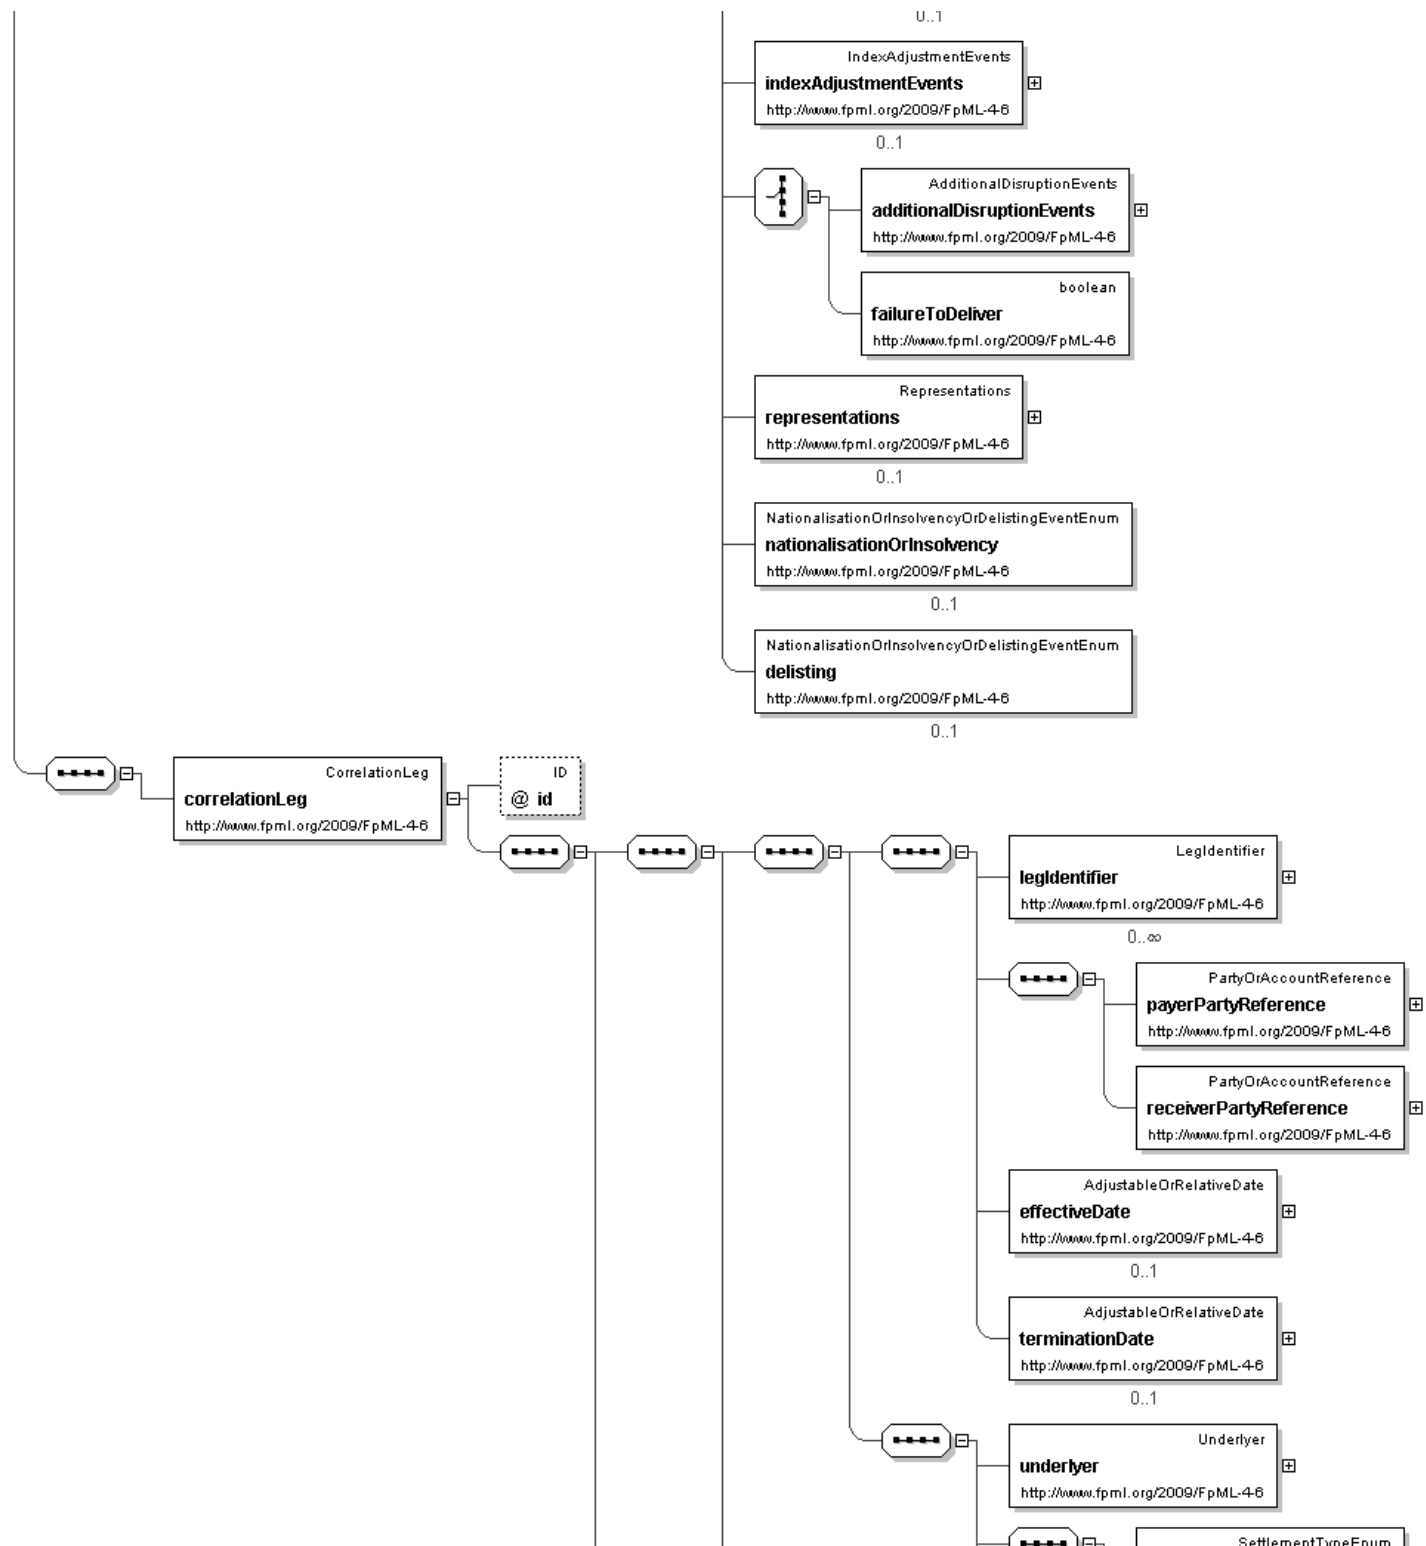 0..1
IndexAdjustmentEvents
indexAdjustmentEvents
http://www.fpml.org/2009/FpML-4-6
0..1
AdditionalDisruptionEvents
additionalDisruptionEvents
http://www.fpml.org/2009/FpML-4-6
boolean
failureToDeliver
http://www.fpml.org/2009/FpML-4-6
Representations
representations
http://www.fpml.org/2009/FpML-4-6
0..1
NationalisationOrInsolvencyOrDelistingEventEnum
nationalisationOrInsolvency
http://www.fpml.org/2009/FpML-4-6
0..1
NationalisationOrInsolvencyOrDelistingEventEnum
delisting
http://www.fpml.org/2009/FpML-4-6
0..1
CorrelationLeg
correlationLeg
http://www.fpml.org/2009/FpML-4-6
ID
@ id
LegIdentifier
legIdentifier
http://www.fpml.org/2009/FpML-4-6
0..∞
PartyOrAccountReference
payerPartyReference
http://www.fpml.org/2009/FpML-4-6
PartyOrAccountReference
receiverPartyReference
http://www.fpml.org/2009/FpML-4-6
AdjustableOrRelativeDate
effectiveDate
http://www.fpml.org/2009/FpML-4-6
0..1
AdjustableOrRelativeDate
terminationDate
http://www.fpml.org/2009/FpML-4-6
0..1
Underlyer
underlyer
http://www.fpml.org/2009/FpML-4-6
SettlementTypeEnum